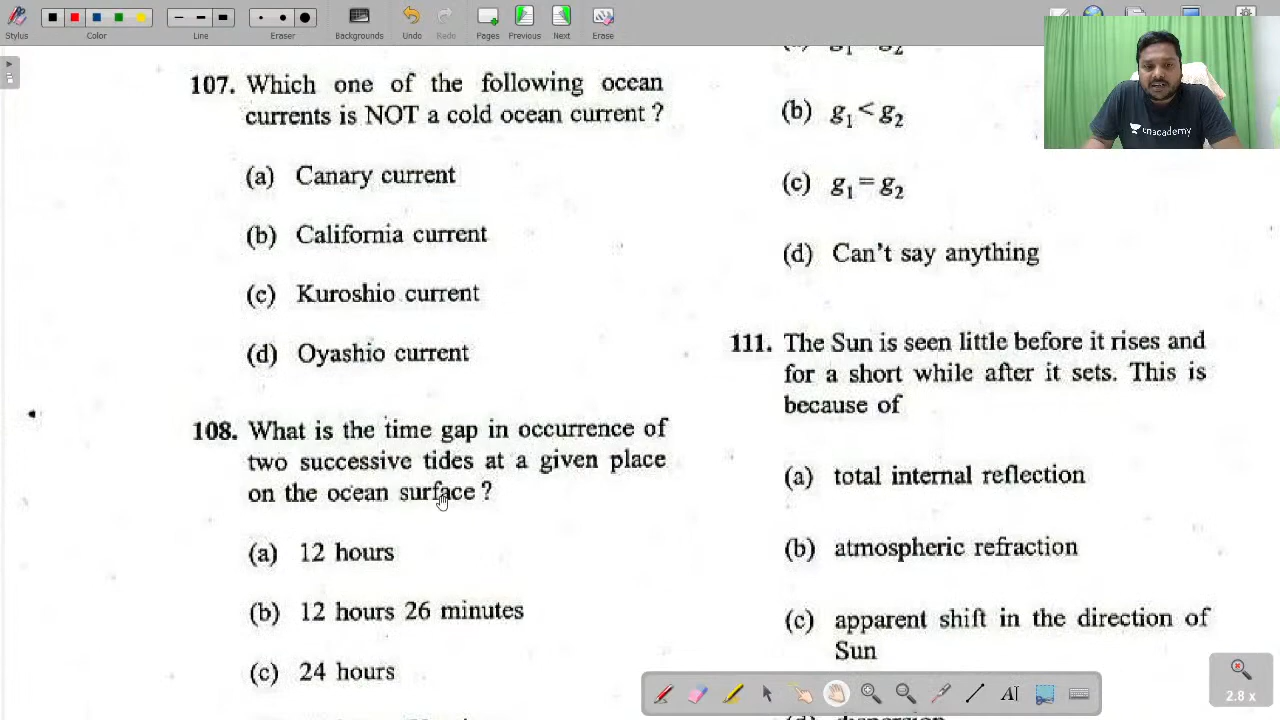 Stylus
Color
Line
Eraser
Backgrounds
Undo
Redo
Pages
Previous
Next
Erase
107. Which one of the following ocean
currents is NOT a cold ocean current ?
(a) Canary current
(b) California current
(c) Kuroshio current
(d) Oyashio current
108. What is the time gap in occurrence of
two successive tides at a given place
on the ocean surface ?
(a) 12 hours
(b) 12 hours 26 minutes
(c) 24 hours
(b) g₁ < g₂
(c) g₁ = g₂
(d) Can't say anything
111. The Sun is seen little before it rises and
for a short while after it sets. This is
because of
(a) total internal reflection
(b) atmospheric refraction
(c) apparent shift in the direction of
Sun
unacademy
2.8 x